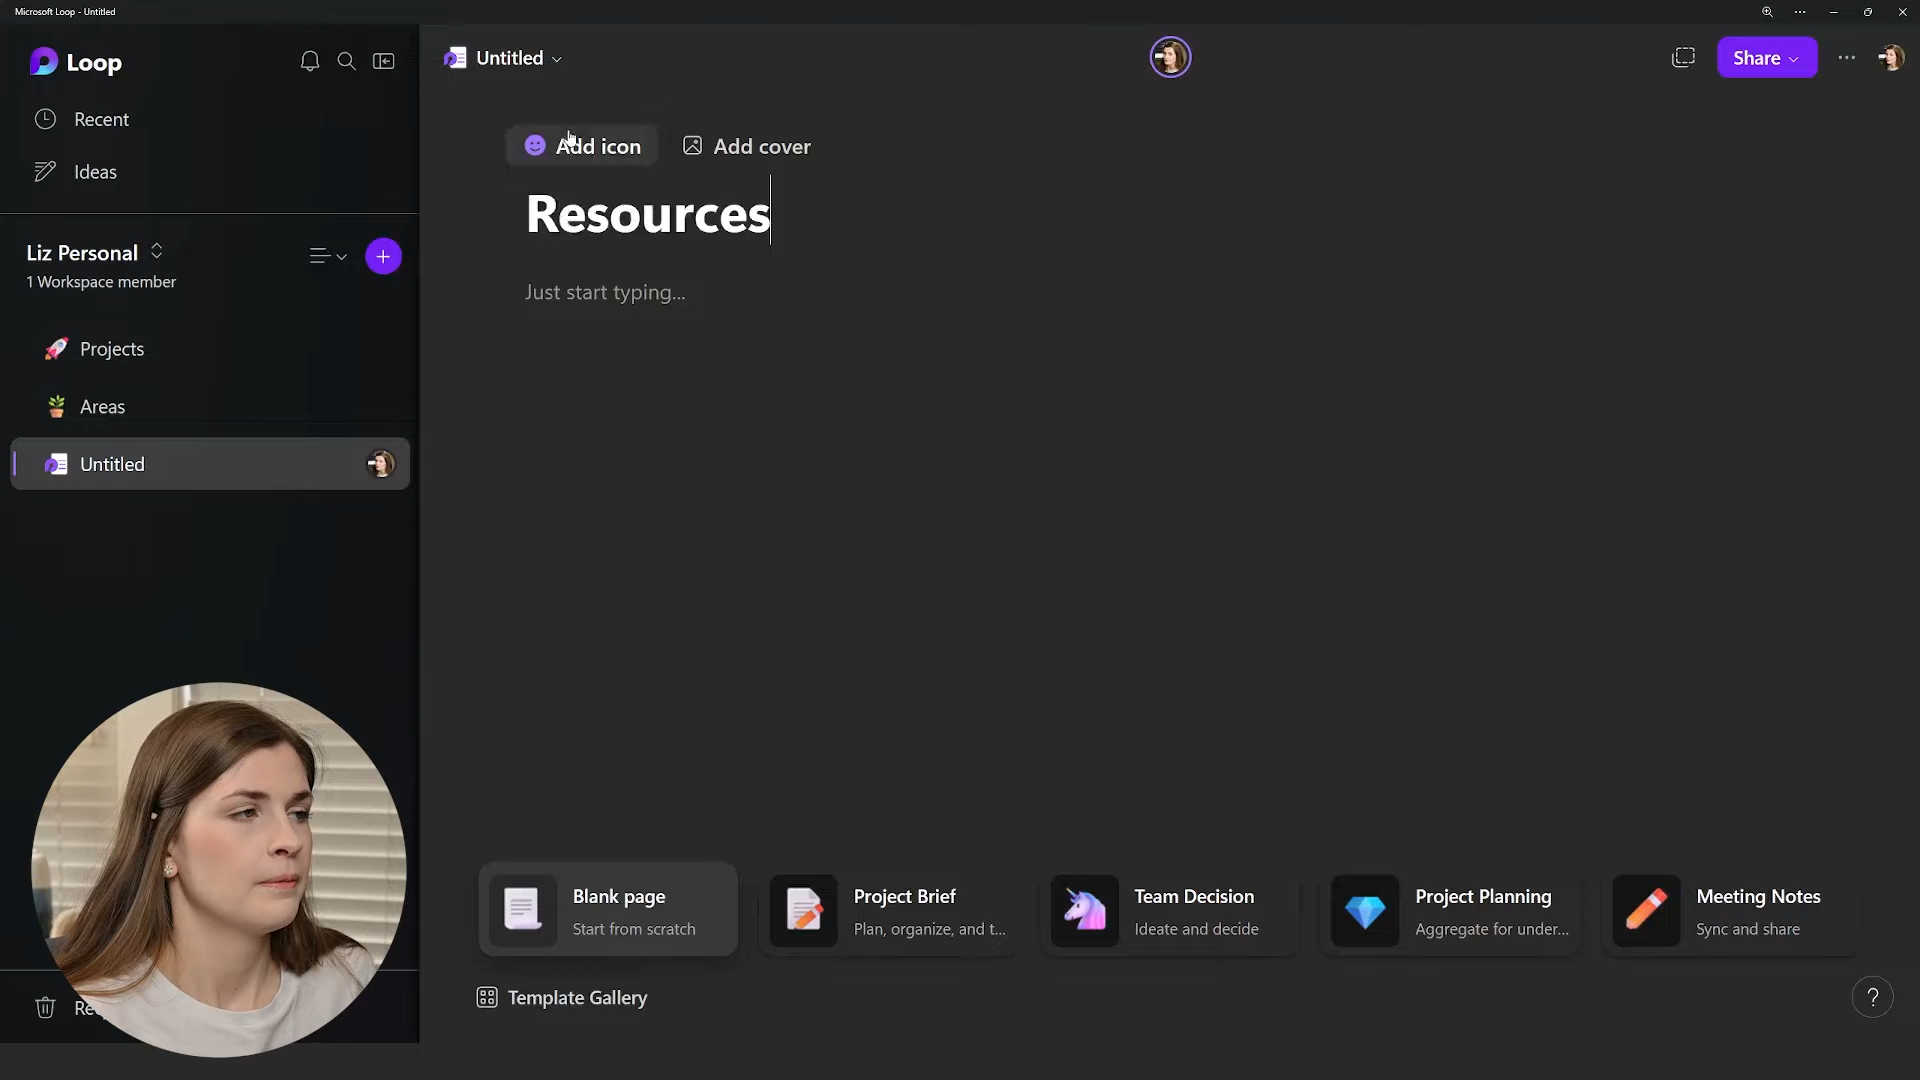 Microsoft Loop - Untitled
Loop
Untitled
Share
Recent
Add icon
Add cover
Ideas
Resources
Liz Personal
1 Workspace member
Just start typing...
Projects
Areas
Untitled
Blank page
Start from scratch
Project Brief
Plan, organize, and t...
Team Decision
Ideate and decide
Project Planning
Aggregate for under...
Meeting Notes
Sync and share
Template Gallery
?